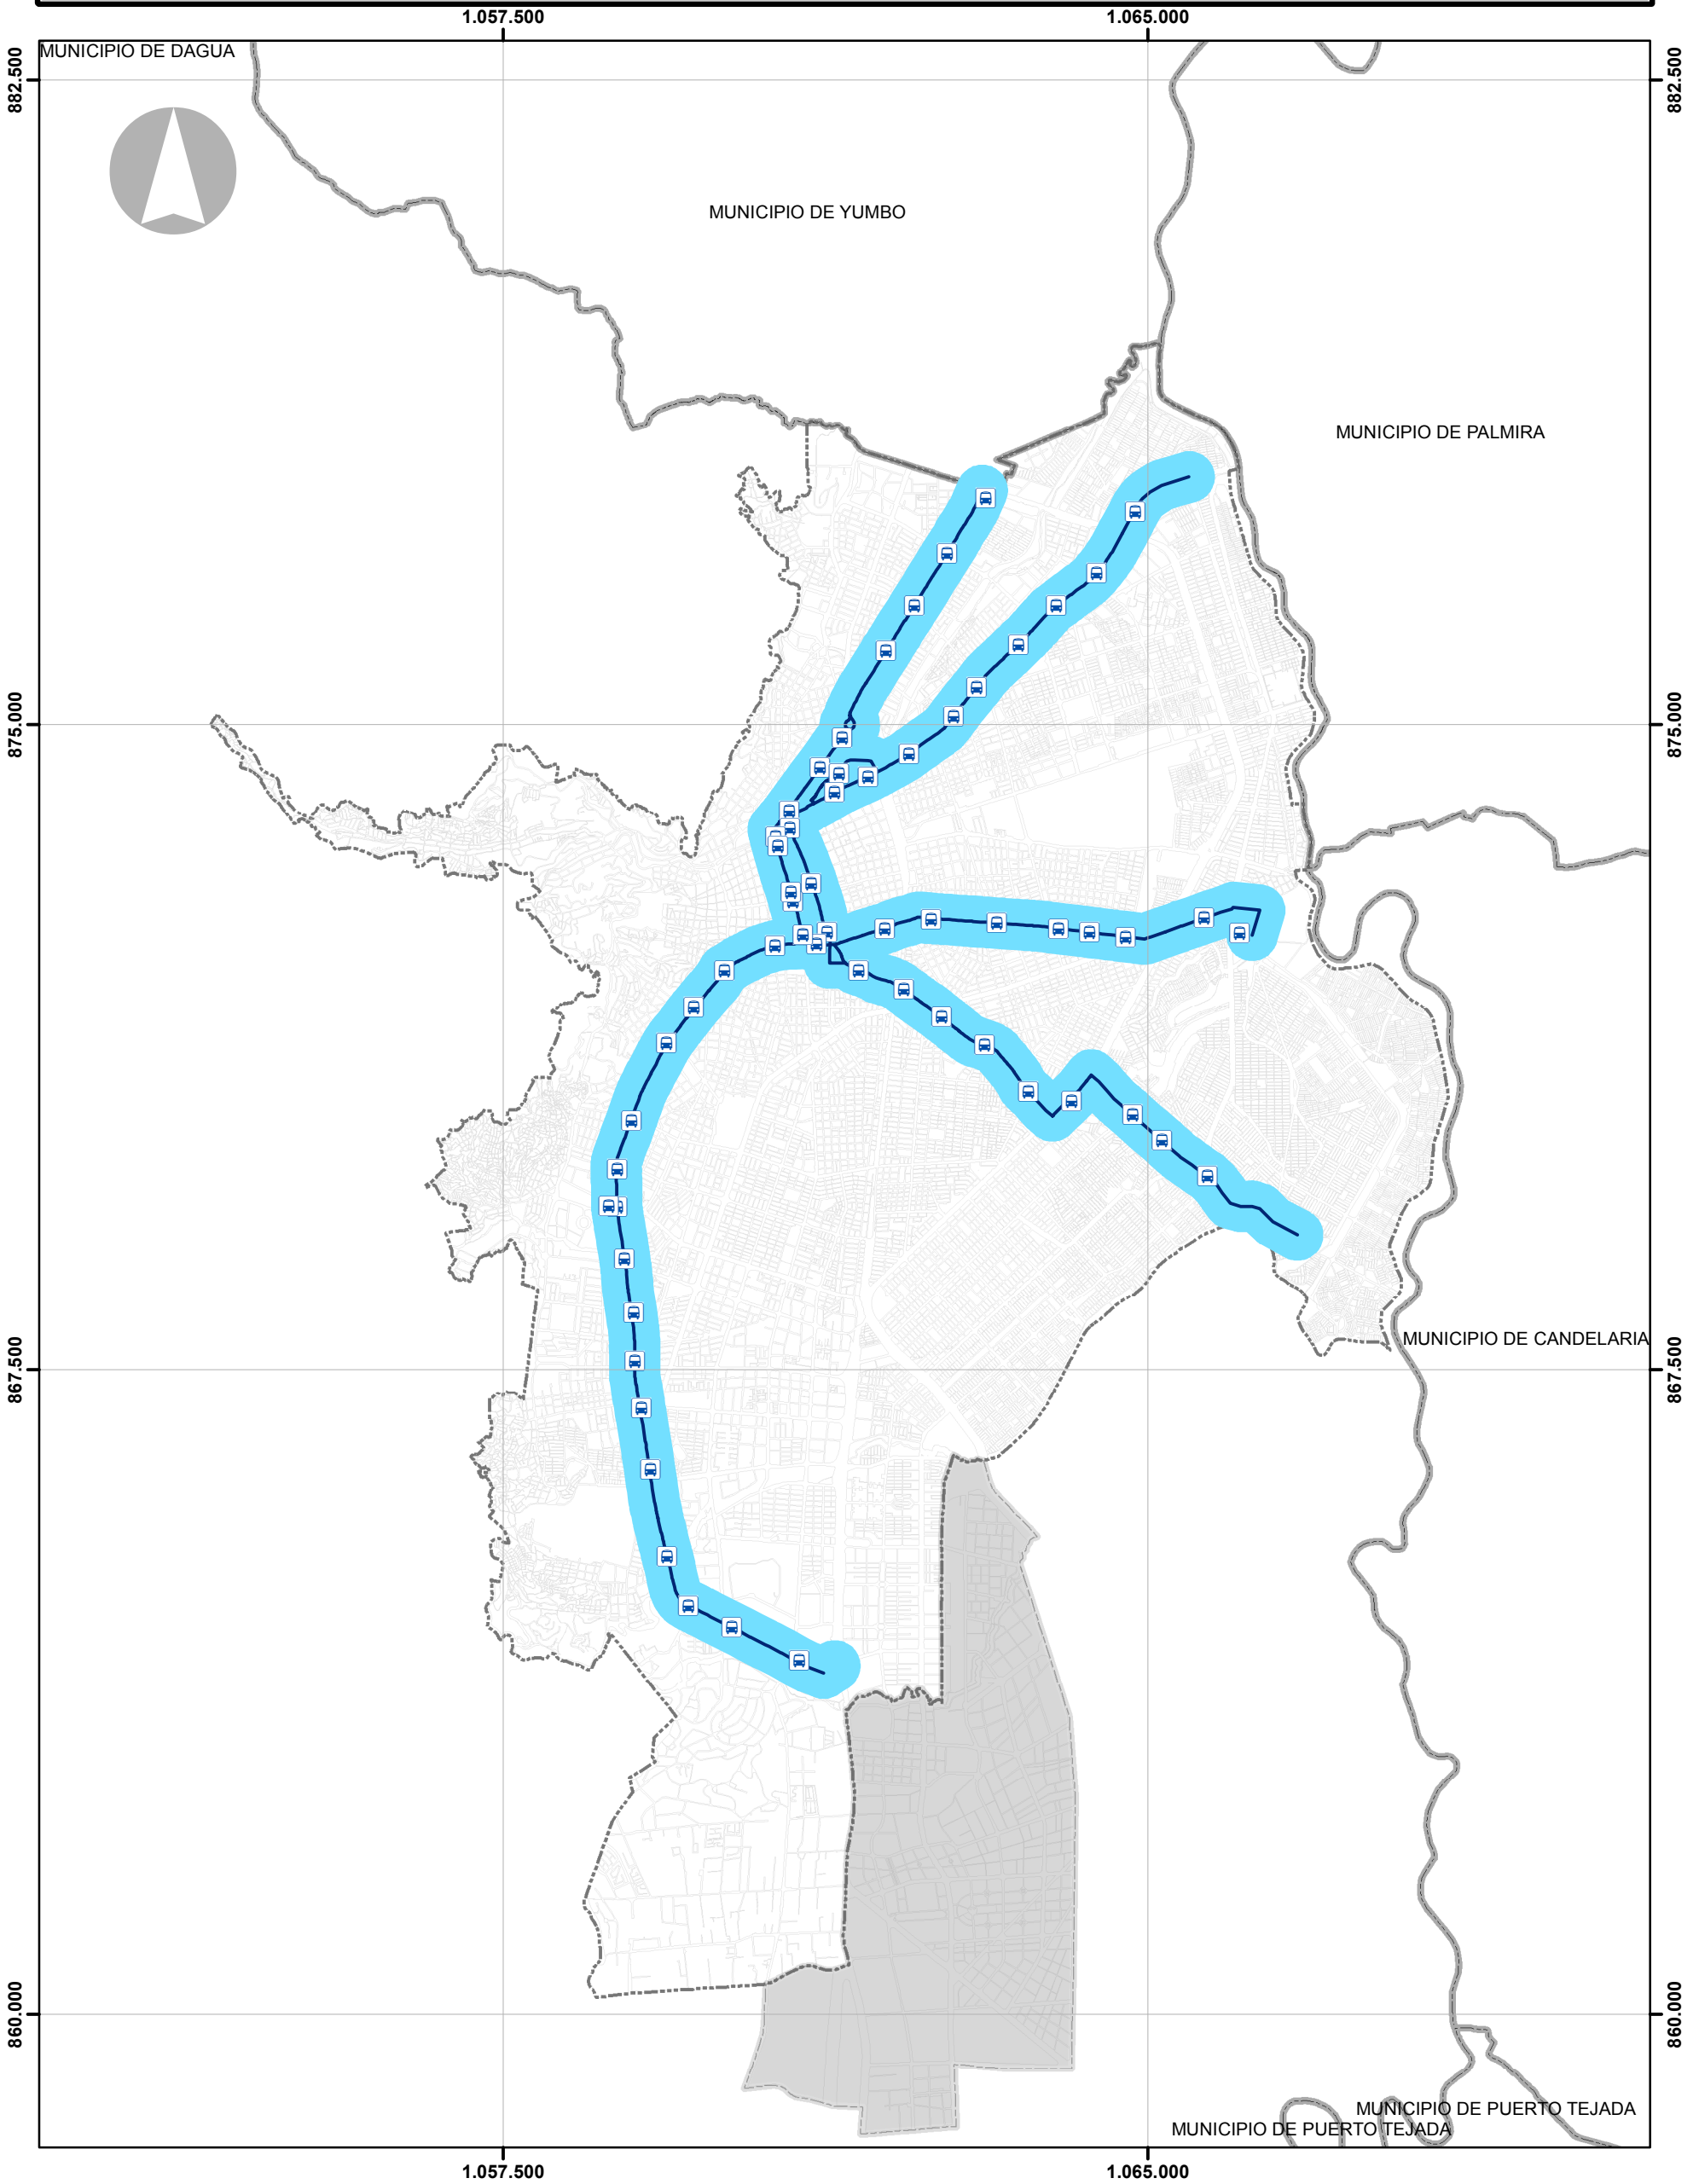 1.057.500
1.065.000
MUNICIPIO DE DAGUA
882.500
882.500
MUNICIPIO DE YUMBO
MUNICIPIO DE PALMIRA
875.000
875.000
MUNICIPIO DE CANDELARIA
867.500
867.500
860.000
860.000
MUNICIPIO DE PUERTO TEJADA
MUNICIPIO DE PUERTO TEJADA
1.057.500
1.065.000